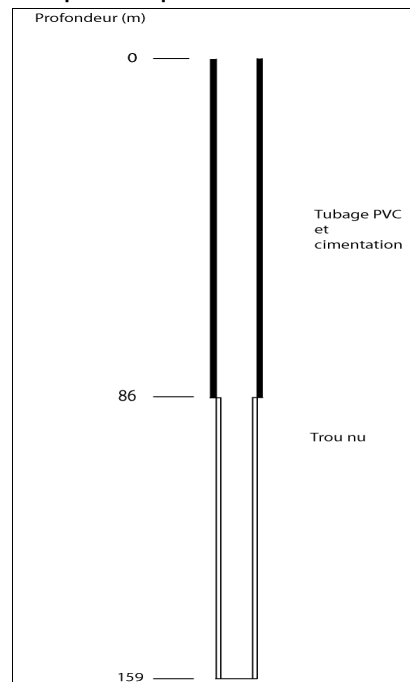 Profondeur (m)
0
Tubage PVC
et
cimentation
86
Trou nu
159